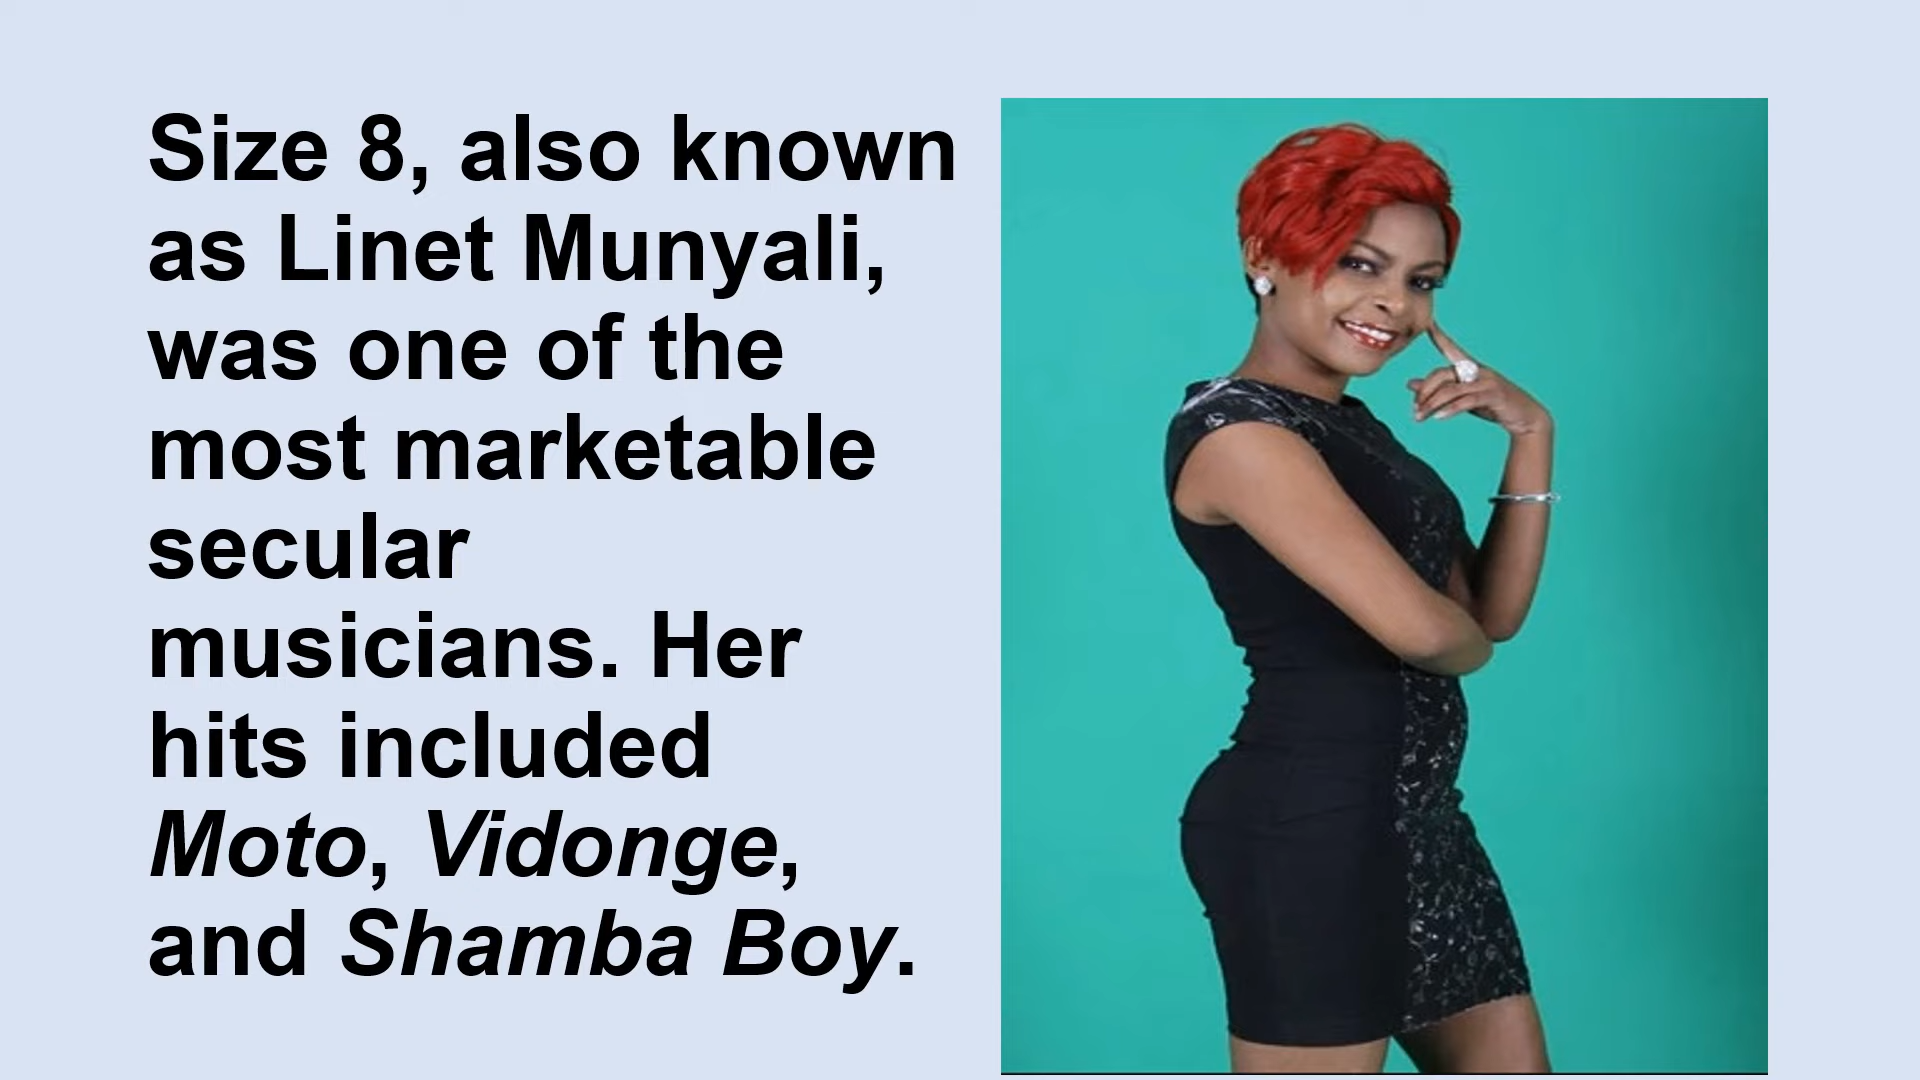 Size 8, also known
as Linet Munyali,
was one of the
most marketable
secular
musicians. Her
hits included
Moto, Vidonge,
and Shamba Boy.